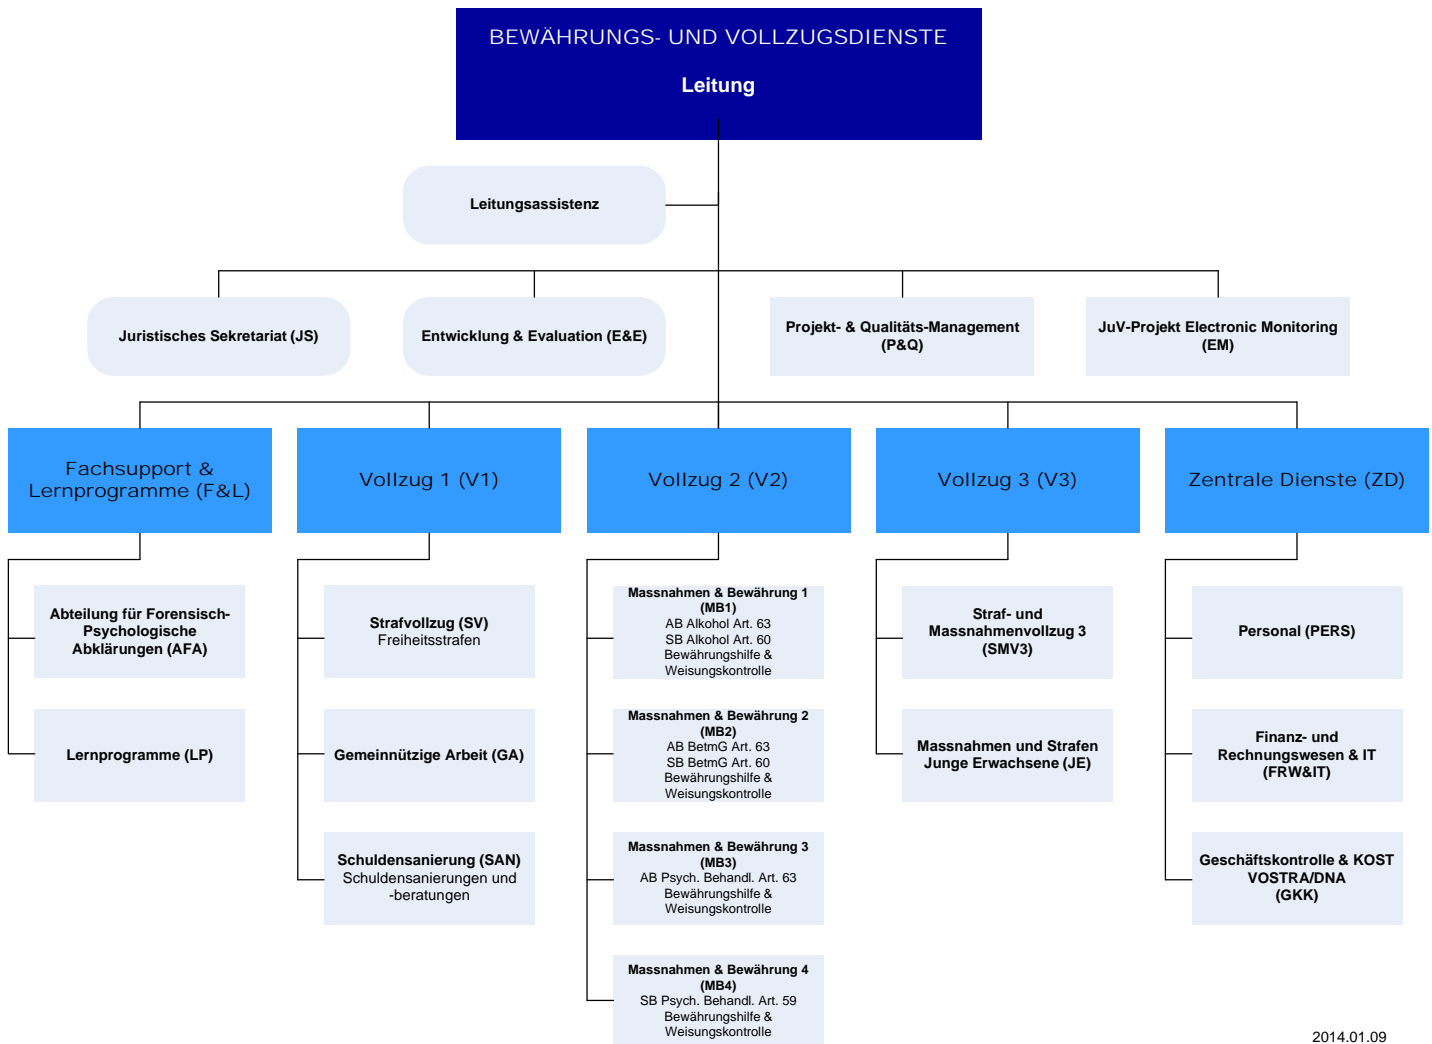 BEWÄHRUNGS- UND VOLLZUGSDIENSTE
Leitung
Leitungsassistenz
Juristisches Sekretariat (JS)
Entwicklung & Evaluation (E&E)
Projekt- & Qualitäts-Management
(P&Q)
JuV-Projekt Electronic Monitoring
(EM)
Fachsupport &
Lernprogramme (F&L)
Vollzug 1 (V1)
Vollzug 2 (V2)
Vollzug 3 (V3)
Zentrale Dienste (ZD)
Abteilung für Forensisch-
Psychologische
Abklärungen (AFA)
Lernprogramme (LP)
Strafvollzug (SV)
Freiheitsstrafen
Gemeinnützige Arbeit (GA)
Schuldensanierung (SAN)
Schuldensanierungen und
-beratungen
Massnahmen & Bewährung 1
(MB1)
AB Alkohol Art. 63
SB Alkohol Art. 60
Bewährungshilfe &
Weisungskontrolle
Massnahmen & Bewährung 2
(MB2)
AB BetmG Art. 63
SB BetmG Art. 60
Bewährungshilfe &
Weisungskontrolle
Massnahmen & Bewährung 3
(MB3)
AB Psych. Behandl. Art. 63
Bewährungshilfe &
Weisungskontrolle
Massnahmen & Bewährung 4
(MB4)
SB Psych. Behandl. Art. 59
Bewährungshilfe &
Weisungskontrolle
Straf- und
Massnahmenvollzug 3
(SMV3)
Massnahmen und Strafen
Junge Erwachsene (JE)
Personal (PERS)
Finanz- und
Rechnungswesen & IT
(FRW&IT)
Geschäftskontrolle & KOST
VOSTRA/DNA
(GKK)
2014.01.09